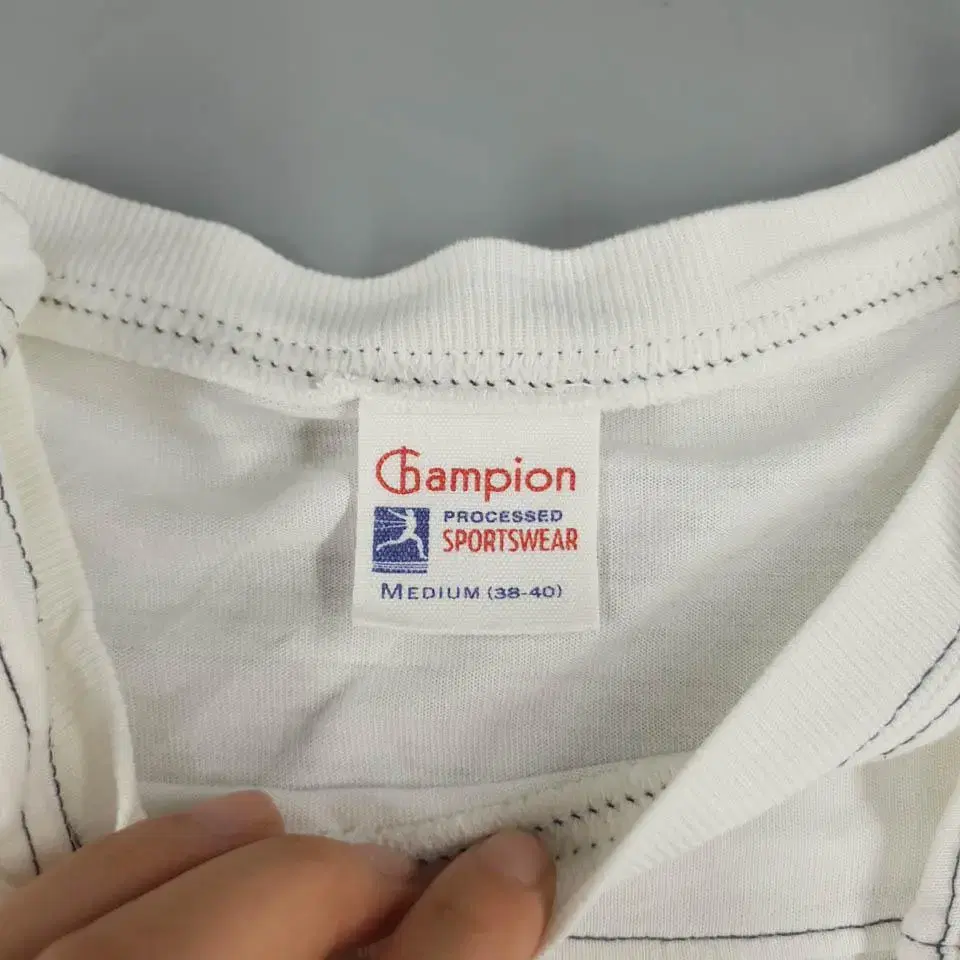 Champion
PROCESSED
SPORTSWEAR
MEDIUM (38-40)